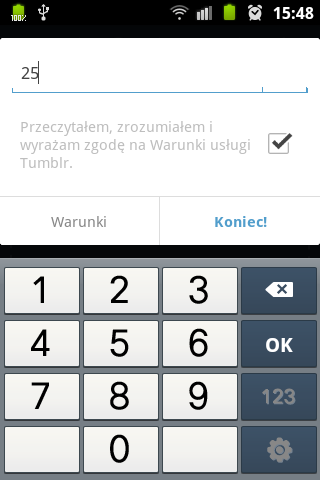 100%
15:48
25
Przeczytałem, zrozumiałem i
wyrażam zgodę na Warunki usługi
Tumblr.
Warunki
Koniec!
1
2
3
4
5
6
OK
7
8
9
123
0